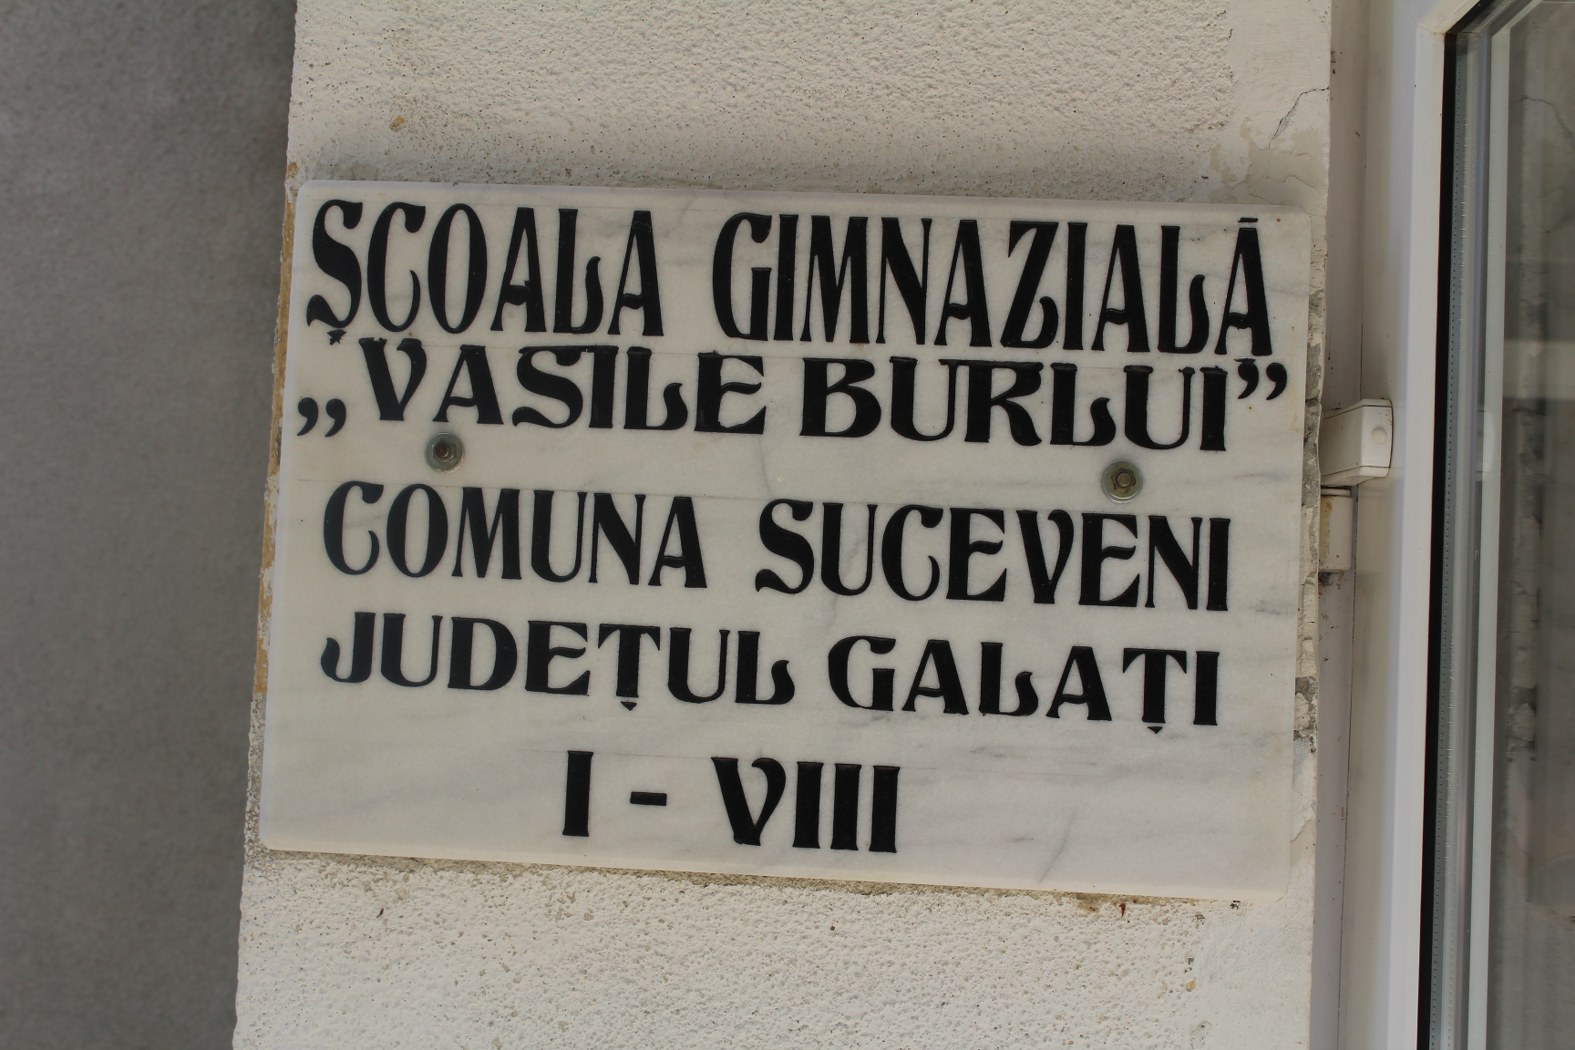 ȘCOALA GIMNAZIALĂ
„VASILE BURLUI”
COMUNA SUCEVENI
JUDEȚUL GALAȚI
I - VIII